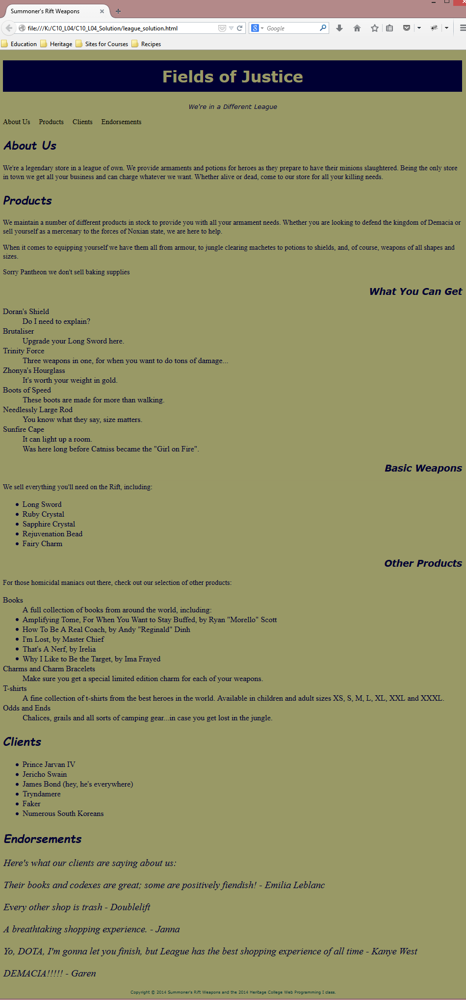 Summoner's Rift Weapons
file:///K:/C10_L04/C10_L04_Solution/league_solution.html
Google
Education Heritage Sites for Courses Recipes
Fields of Justice
We're in a Different League
About Us Products Clients Endorsements
About Us
We're a legendary store in a league of own. We provide armaments and potions for heroes as they prepare to have their minions slaughtered. Being the only store
in town we get all your business and can charge whatever we want. Whether alive or dead, come to our store for all your killing needs.
Products
We maintain a number of different products in stock to provide you with all your armament needs. Whether you are looking to defend the kingdom of Demacia or
sell yourself as a mercenary to the forces of Noxian state, we are here to help.
When it comes to equipping yourself we have them all from armour, to jungle clearing machetes to potions to shields, and, of course, weapons of all shapes and
sizes.
Sorry Pantheon we don't sell baking supplies
What You Can Get
Doran's Shield
Do I need to explain?
Brutaliser
Upgrade your Long Sword here.
Trinity Force
Three weapons in one, for when you want to do tons of damage...
Zhonya's Hourglass
It's worth your weight in gold.
Boots of Speed
These boots are made for more than walking.
Needlessly Large Rod
You know what they say, size matters.
Sunfire Cape
It can light up a room.
Was here long before Catniss became the "Girl on Fire".
Basic Weapons
We sell everything you'll need on the Rift, including:
• Long Sword
• Ruby Crystal
• Sapphire Crystal
• Rejuvenation Bead
• Fairy Charm
Other Products
For those homicidal maniacs out there, check out our selection of other products:
Books
A full collection of books from around the world, including:
• Amplifying Tome, For When You Want to Stay Buffed, by Ryan "Morello" Scott
• How To Be A Real Coach, by Andy "Reginald" Dinh
• I'm Lost, by Master Chief
• That's A Nerf, by Irelia
• Why I Like to Be the Target, by Ima Frayed
Charms and Charm Bracelets
Make sure you get a special limited edition charm for each of your weapons.
T-shirts
A fine collection of t-shirts from the best heroes in the world. Available in children and adult sizes XS, S, M, L, XL, XXL and XXXL.
Odds and Ends
Chalices, grails and all sorts of camping gear...in case you get lost in the jungle.
Clients
• Prince Jarvan IV
• Jericho Swain
• James Bond (hey, he's everywhere)
• Tryndamere
• Faker
• Numerous South Koreans
Endorsements
Here's what our clients are saying about us:
Their books and codexes are great; some are positively fiendish! - Emilia Leblanc
Every other shop is trash - Doublelift
A breathtaking shopping experience. - Janna
Yo, DOTA, I'm gonna let you finish, but League has the best shopping experience of all time - Kanye West
DEMACIA!!!!! - Garen
Copyright © 2014 Summoner's Rift Weapons and the 2014 Heritage College Web Programming I class.